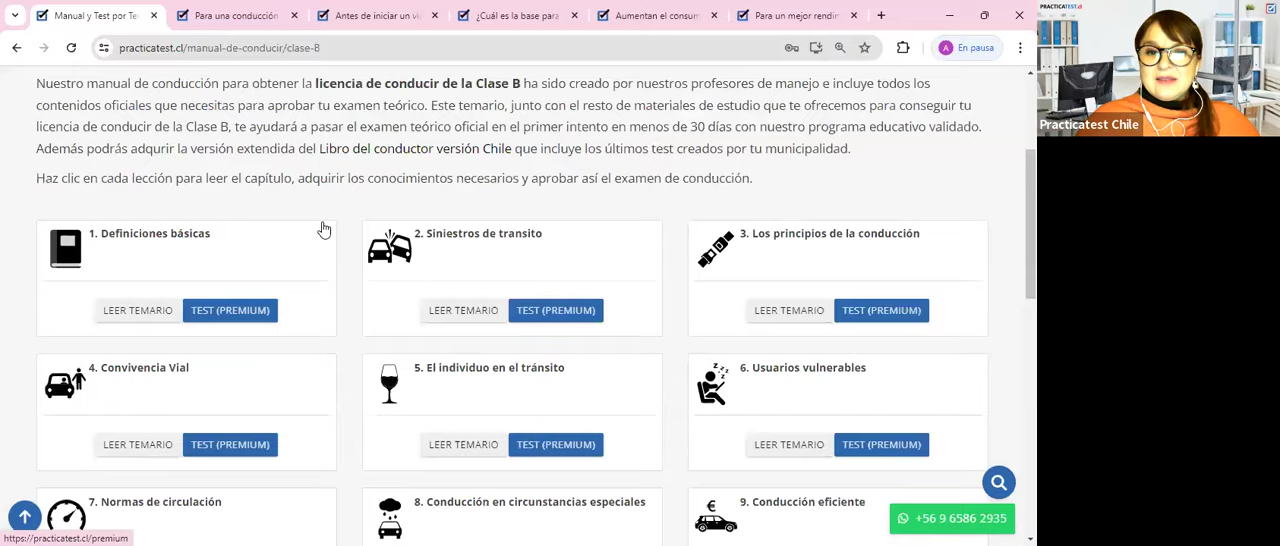 Manual y Test por Te
Para una conducción
Antes de iniciar un vi
¿Cuál es la base para
Aumentan el consum
Para un mejor rendim
practicatest.cl/manual-de-conducir/clase-B
A En pausa
PRACTICATEST.cl
Practicatest Chile
Nuestro manual de conducción para obtener la licencia de conducir de la Clase B ha sido creado por nuestros profesores de manejo e incluye todos los
contenidos oficiales que necesitas para aprobar tu examen teórico. Este temario, junto con el resto de materiales de estudio que te ofrecemos para conseguir tu
licencia de conducir de la Clase B, te ayudará a pasar el examen teórico oficial en el primer intento en menos de 30 días con nuestro programa educativo validado.
Además podrás adqurir la versión extendida del Libro del conductor versión Chile que incluye los últimos test creados por tu municipalidad.
Haz clic en cada lección para leer el capítulo, adquirir los conocimientos necesarios y aprobar así el examen de conducción.
1. Definiciones básicas
2. Siniestros de transito
3. Los principios de la conducción
LEER TEMARIO TEST (PREMIUM)
LEER TEMARIO TEST (PREMIUM)
LEER TEMARIO TEST (PREMIUM)
4. Convivencia Vial
5. El individuo en el tránsito
6. Usuarios vulnerables
LEER TEMARIO TEST (PREMIUM)
LEER TEMARIO TEST (PREMIUM)
LEER TEMARIO TEST (PREMIUM)
7. Normas de circulación
8. Conducción en circunstancias especiales
9. Conducción eficiente
+56 9 6586 2935
https://practicatest.cl/premium